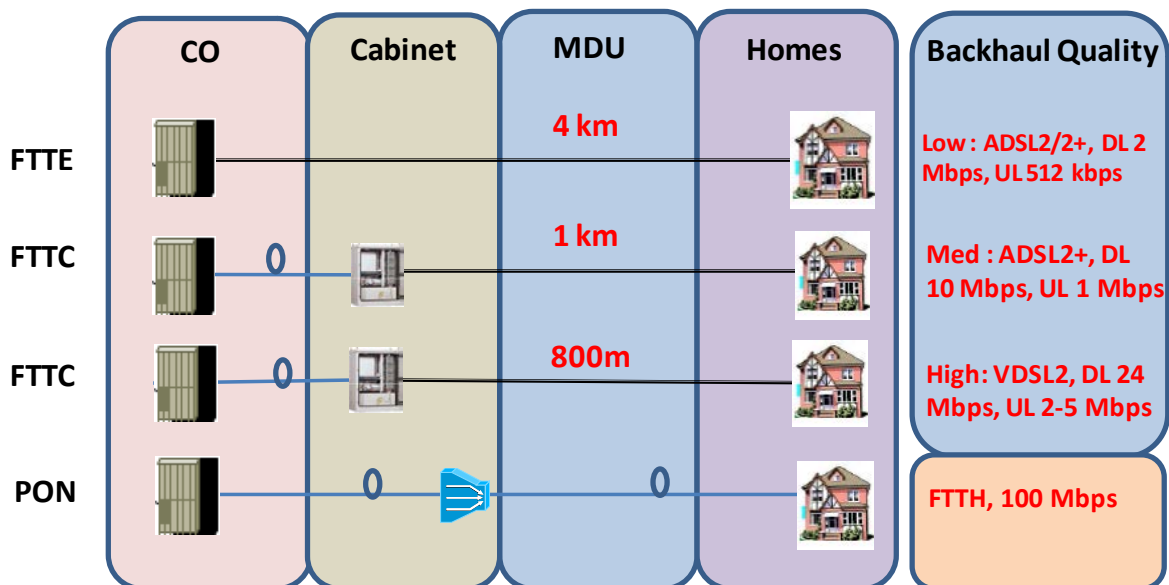 CO Cabinet MDU Homes Backhaul Quality
FTTE
4 km
Low : ADSL2/2+, DL 2
Mbps, UL 512 kbps
FTTC
1 km
Med : ADSL2+, DL
10 Mbps, UL 1 Mbps
FTTC
800m
High: VDSL2, DL 24
Mbps, UL 2-5 Mbps
PON
FTTH, 100 Mbps